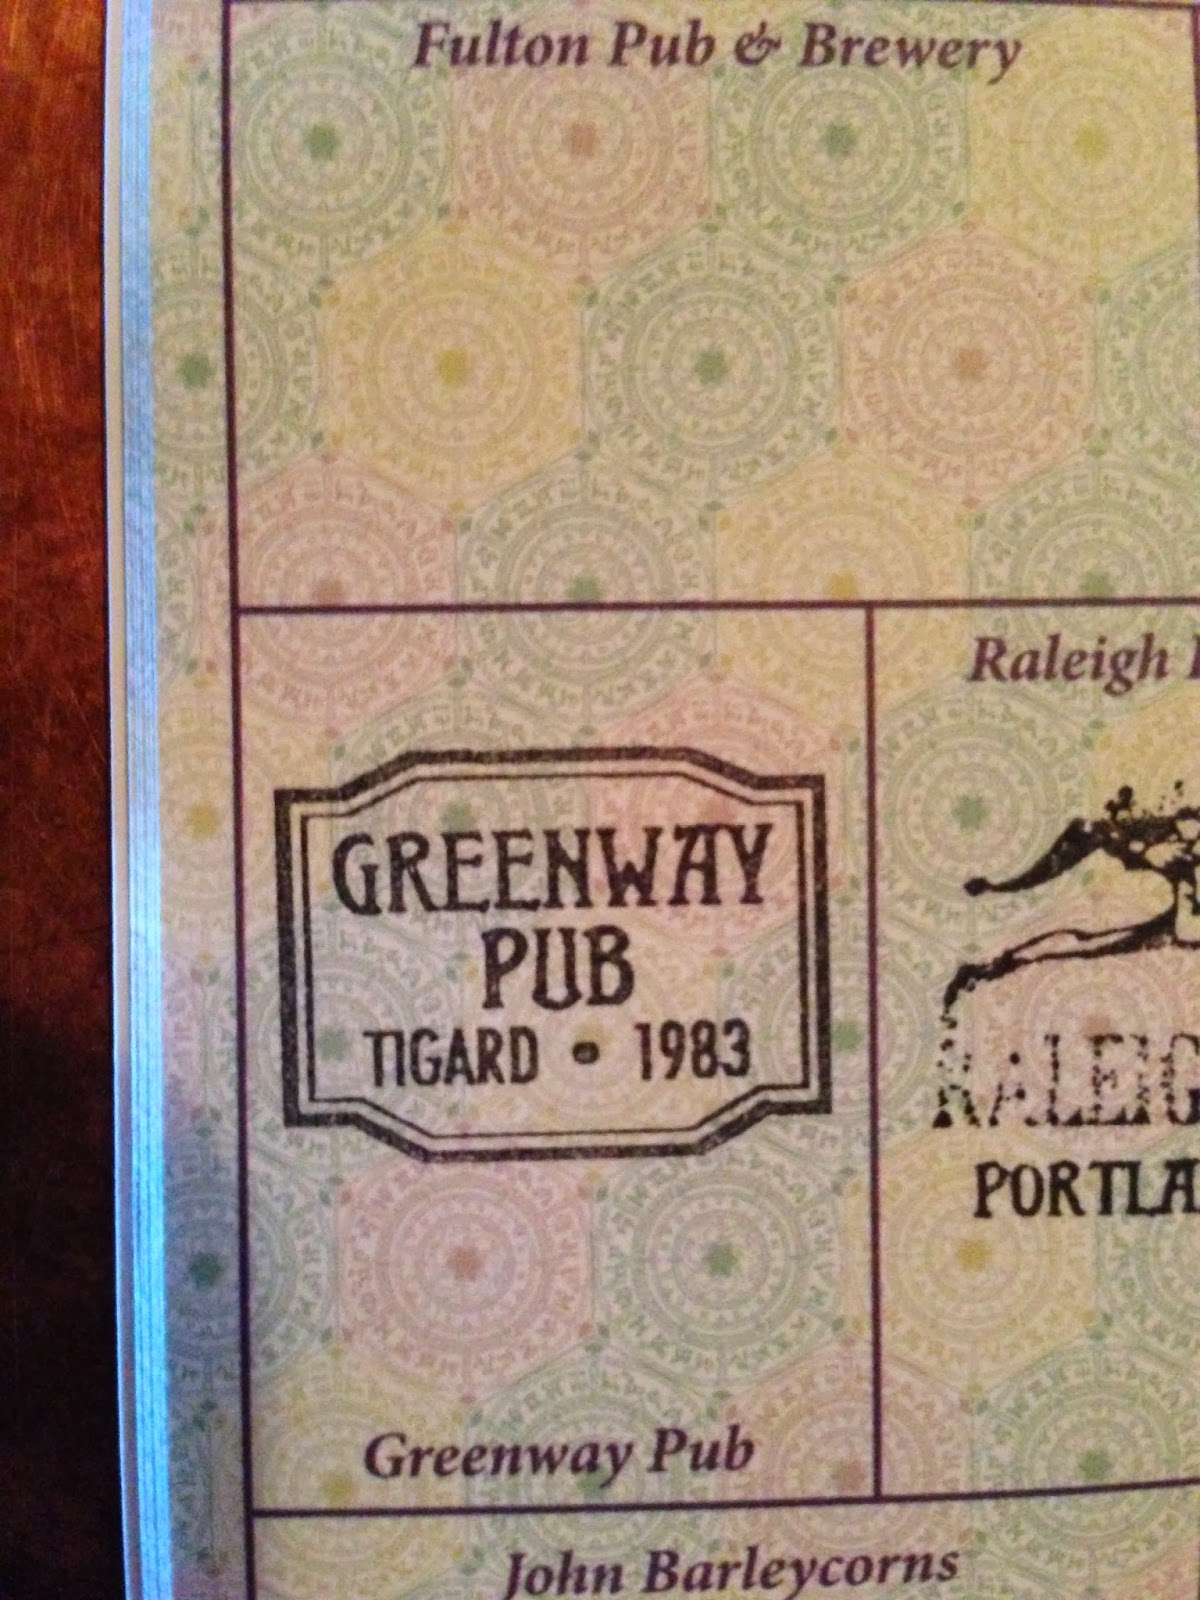 Fulton Pub & Brewery
GREENWAY
PUB
TIGARD • 1983
Greenway Pub
Raleigh
PORTLA
John Barleycorns